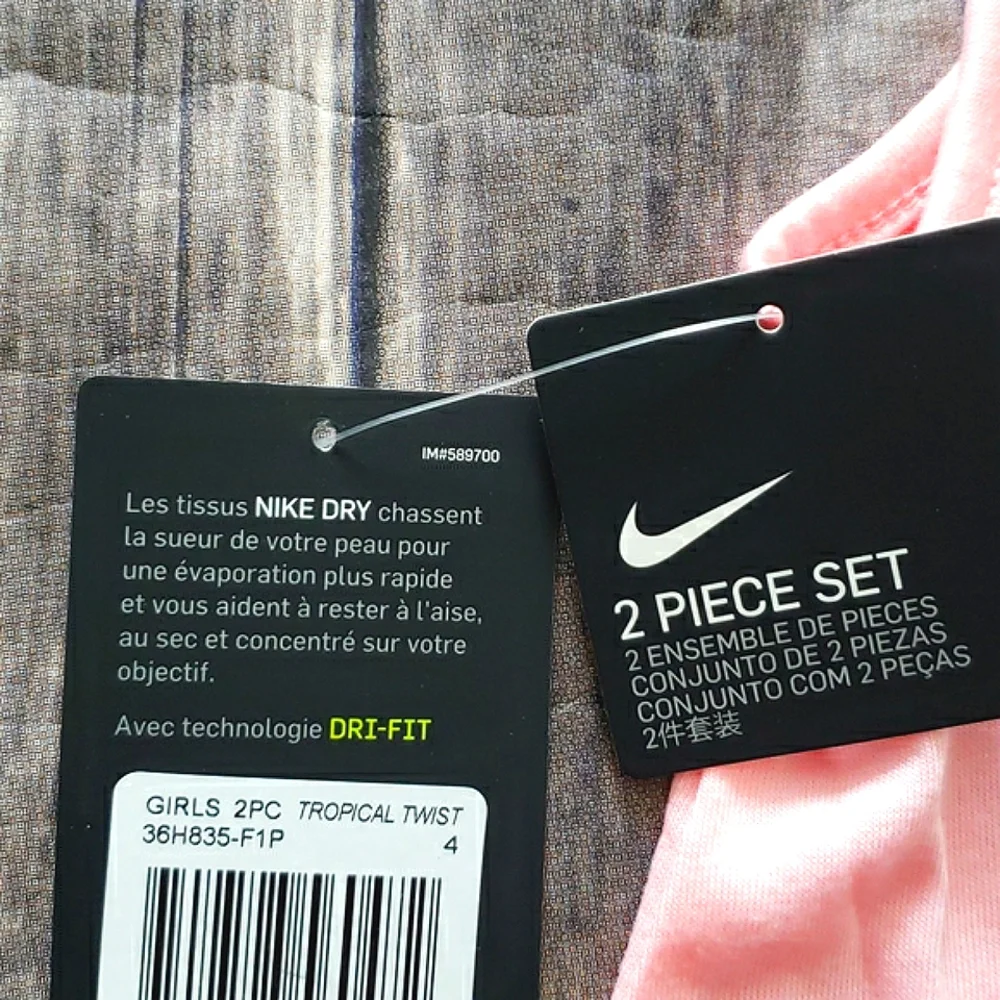 IM#589700
Les tissus NIKE DRY chassent
la sueur de votre peau pour
une évaporation plus rapide
et vous aident à rester à l'aise,
au sec et concentré sur votre
objectif.
Avec technologie DRI-FIT
GIRLS 2PC TROPICAL TWIST
36H835-F1P 4
2 PIECE SET
2 ENSEMBLE DE PIECES
CONJUNTO DE 2 PIEZAS
CONJUNTO COM 2 PEÇAS
2件套装